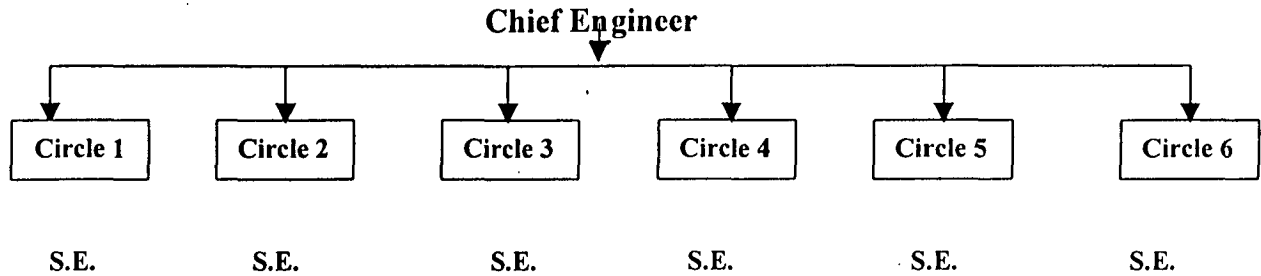 Chief Engineer
Circle 1 Circle 2 Circle 3 Circle 4 Circle 5 Circle 6
S.E. S.E. S.E. S.E. S.E. S.E.